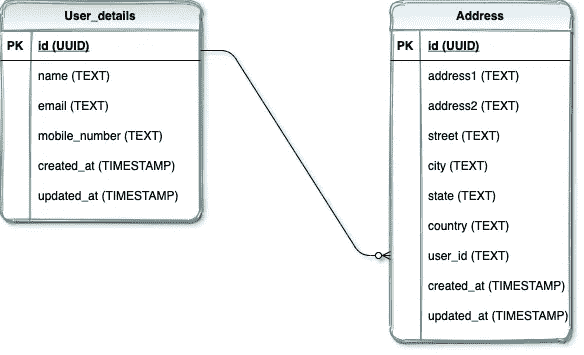 User_details
PK id (UUID)
name (TEXT)
email (TEXT)
mobile_number (TEXT)
created_at (TIMESTAMP)
updated_at (TIMESTAMP)
Address
PK id (UUID)
address1 (TEXT)
address2 (TEXT)
street (TEXT)
city (TEXT)
state (TEXT)
country (TEXT)
user_id (TEXT)
created_at (TIMESTAMP)
updated_at (TIMESTAMP)